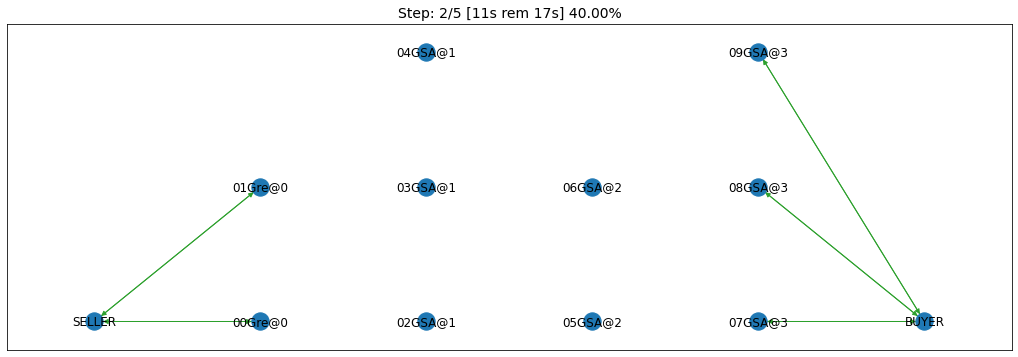 Step: 2/5 [11s rem 17s] 40.00%
04GSA@1 09GSA@3
01Gre@0 03GSA@1 06GSA@2 08GSA@3
SELLER 00Gre@0 02GSA@1 05GSA@2 07GSA@3 BUYER